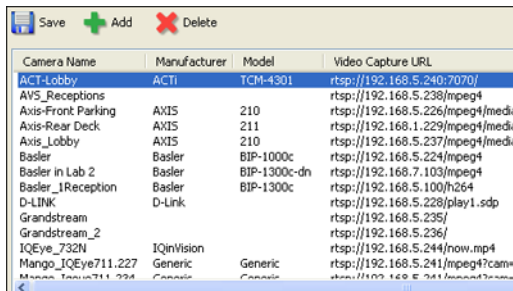 Save Add Delete
Camera Name Manufacturer Model Video Capture URL
ACT-Lobby ACTi TCM-4301 rtsp://192.168.5.240:7070/
AVS_Receptions rtsp://192.168.5.238/mpeg4
Axis-Front Parking AXIS 210 rtsp://192.168.5.226/mpeg4/media
Axis-Rear Deck AXIS 211 rtsp://192.168.1.229/mpeg4/media
Axis_Lobby AXIS 210 rtsp://192.168.5.237/mpeg4/media
Basler Basler BIP-1000c rtsp://192.168.5.224/mpeg4
Basler in Lab 2 Basler BIP-1300c-dn rtsp://192.168.7.103/mpeg4
Basler_1Reception Basler BIP-1300c rtsp://192.168.5.100/h264
D-LINK D-Link rtsp://192.168.5.228/play1.sdp
Grandstream rtsp://192.168.5.235/
Grandstream_2 rtsp://192.168.5.236/
IQEye_732N IQinVision rtsp://192.168.5.244/now.mp4
Mango_IQEye711.227 Generic Generic rtsp://192.168.5.241/mpeg4?cam=
Generic Generic